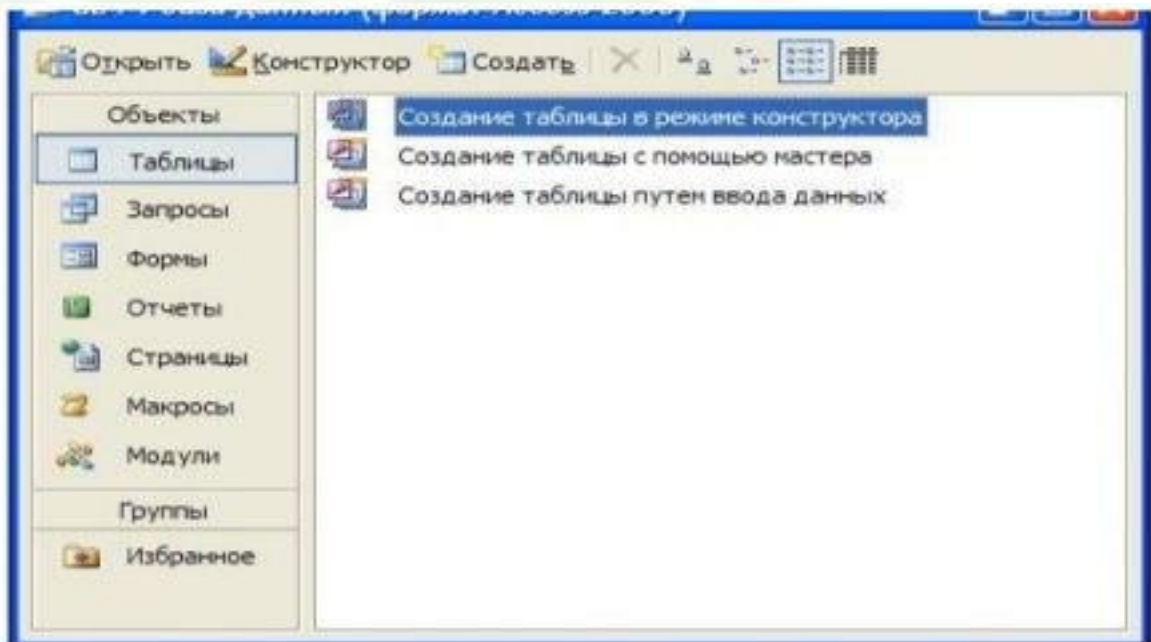 Открыть Конструктор Создать
Объекты
Таблицы
Запросы
Формы
Отчеты
Страницы
Макросы
Модули
Группы
Избранное
Создание таблицы в режиме конструктора
Создание таблицы с помощью мастера
Создание таблицы путем ввода данных